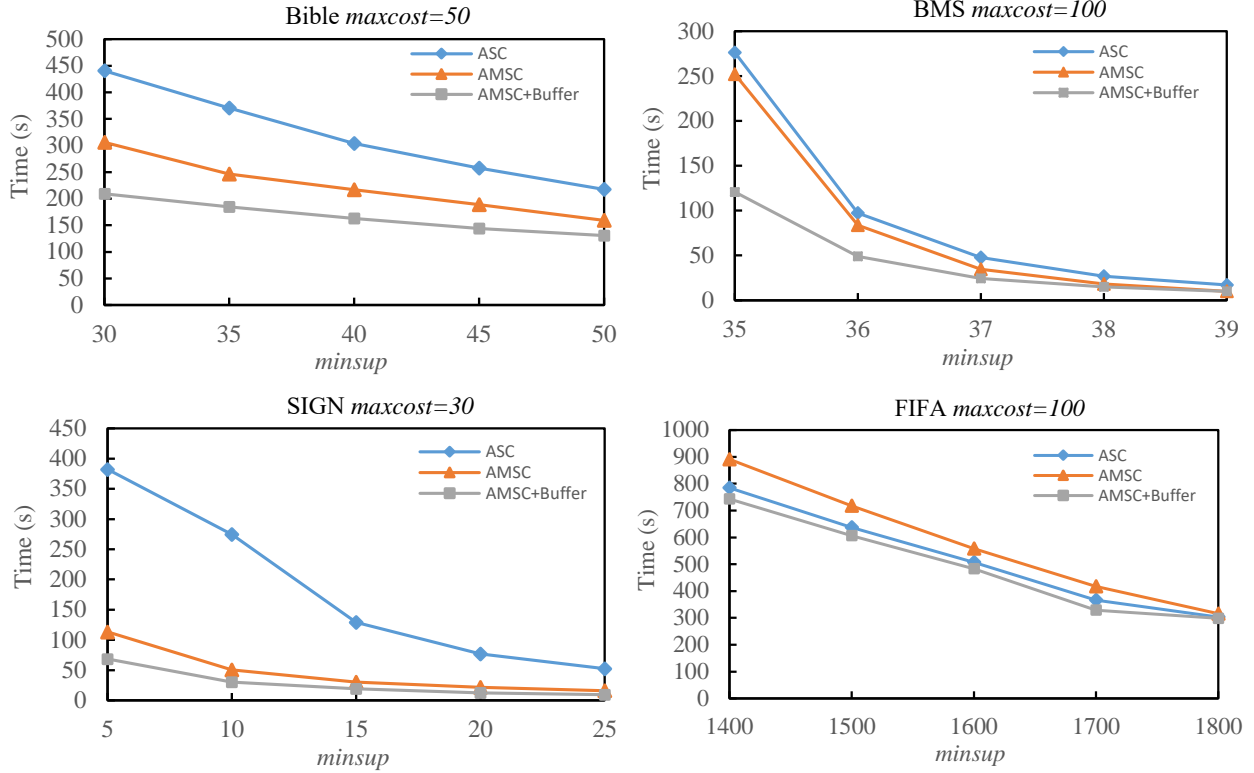 Bible maxcost=50
Time (s)
500
450
400
350
300
250
200
150
100
50
0
ASC
AMSC
AMSC+Buffer
30 35 40 45 50
minsup
BMS maxcost=100
Time (s)
300
250
200
150
100
50
0
ASC
AMSC
AMSC+Buffer
35 36 37 38 39
minsup
SIGN maxcost=30
Time (s)
450
400
350
300
250
200
150
100
50
0
ASC
AMSC
AMSC+Buffer
5 10 15 20 25
minsup
FIFA maxcost=100
Time (s)
1000
900
800
700
600
500
400
300
200
100
0
ASC
AMSC
AMSC+Buffer
1400 1500 1600 1700 1800
minsup